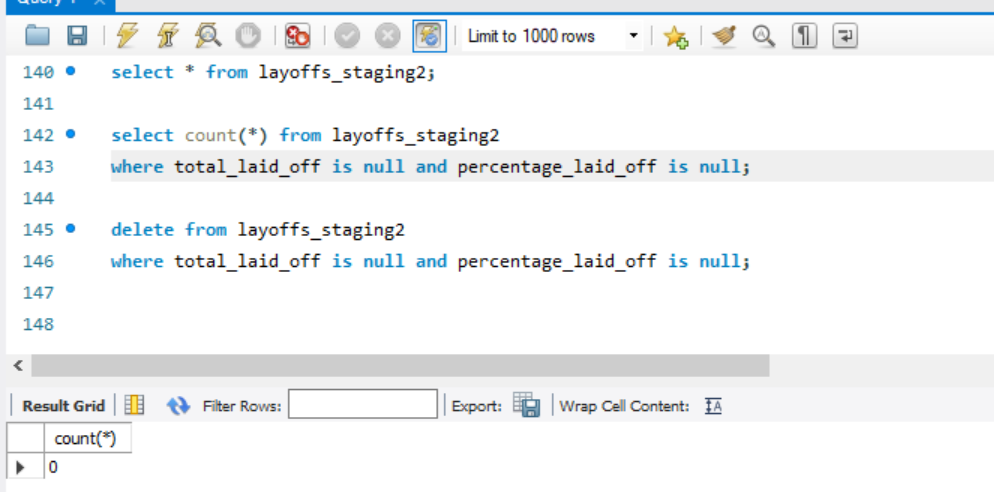 Query 1 ×
Limit to 1000 rows
140 select * from layoffs_staging2;
141
142 select count(*) from layoffs_staging2
143 where total_laid_off is null and percentage_laid_off is null;
144
145 delete from layoffs_staging2
146 where total_laid_off is null and percentage_laid_off is null;
147
148
Result Grid Filter Rows: Export: Wrap Cell Content: IA
count(*)
0